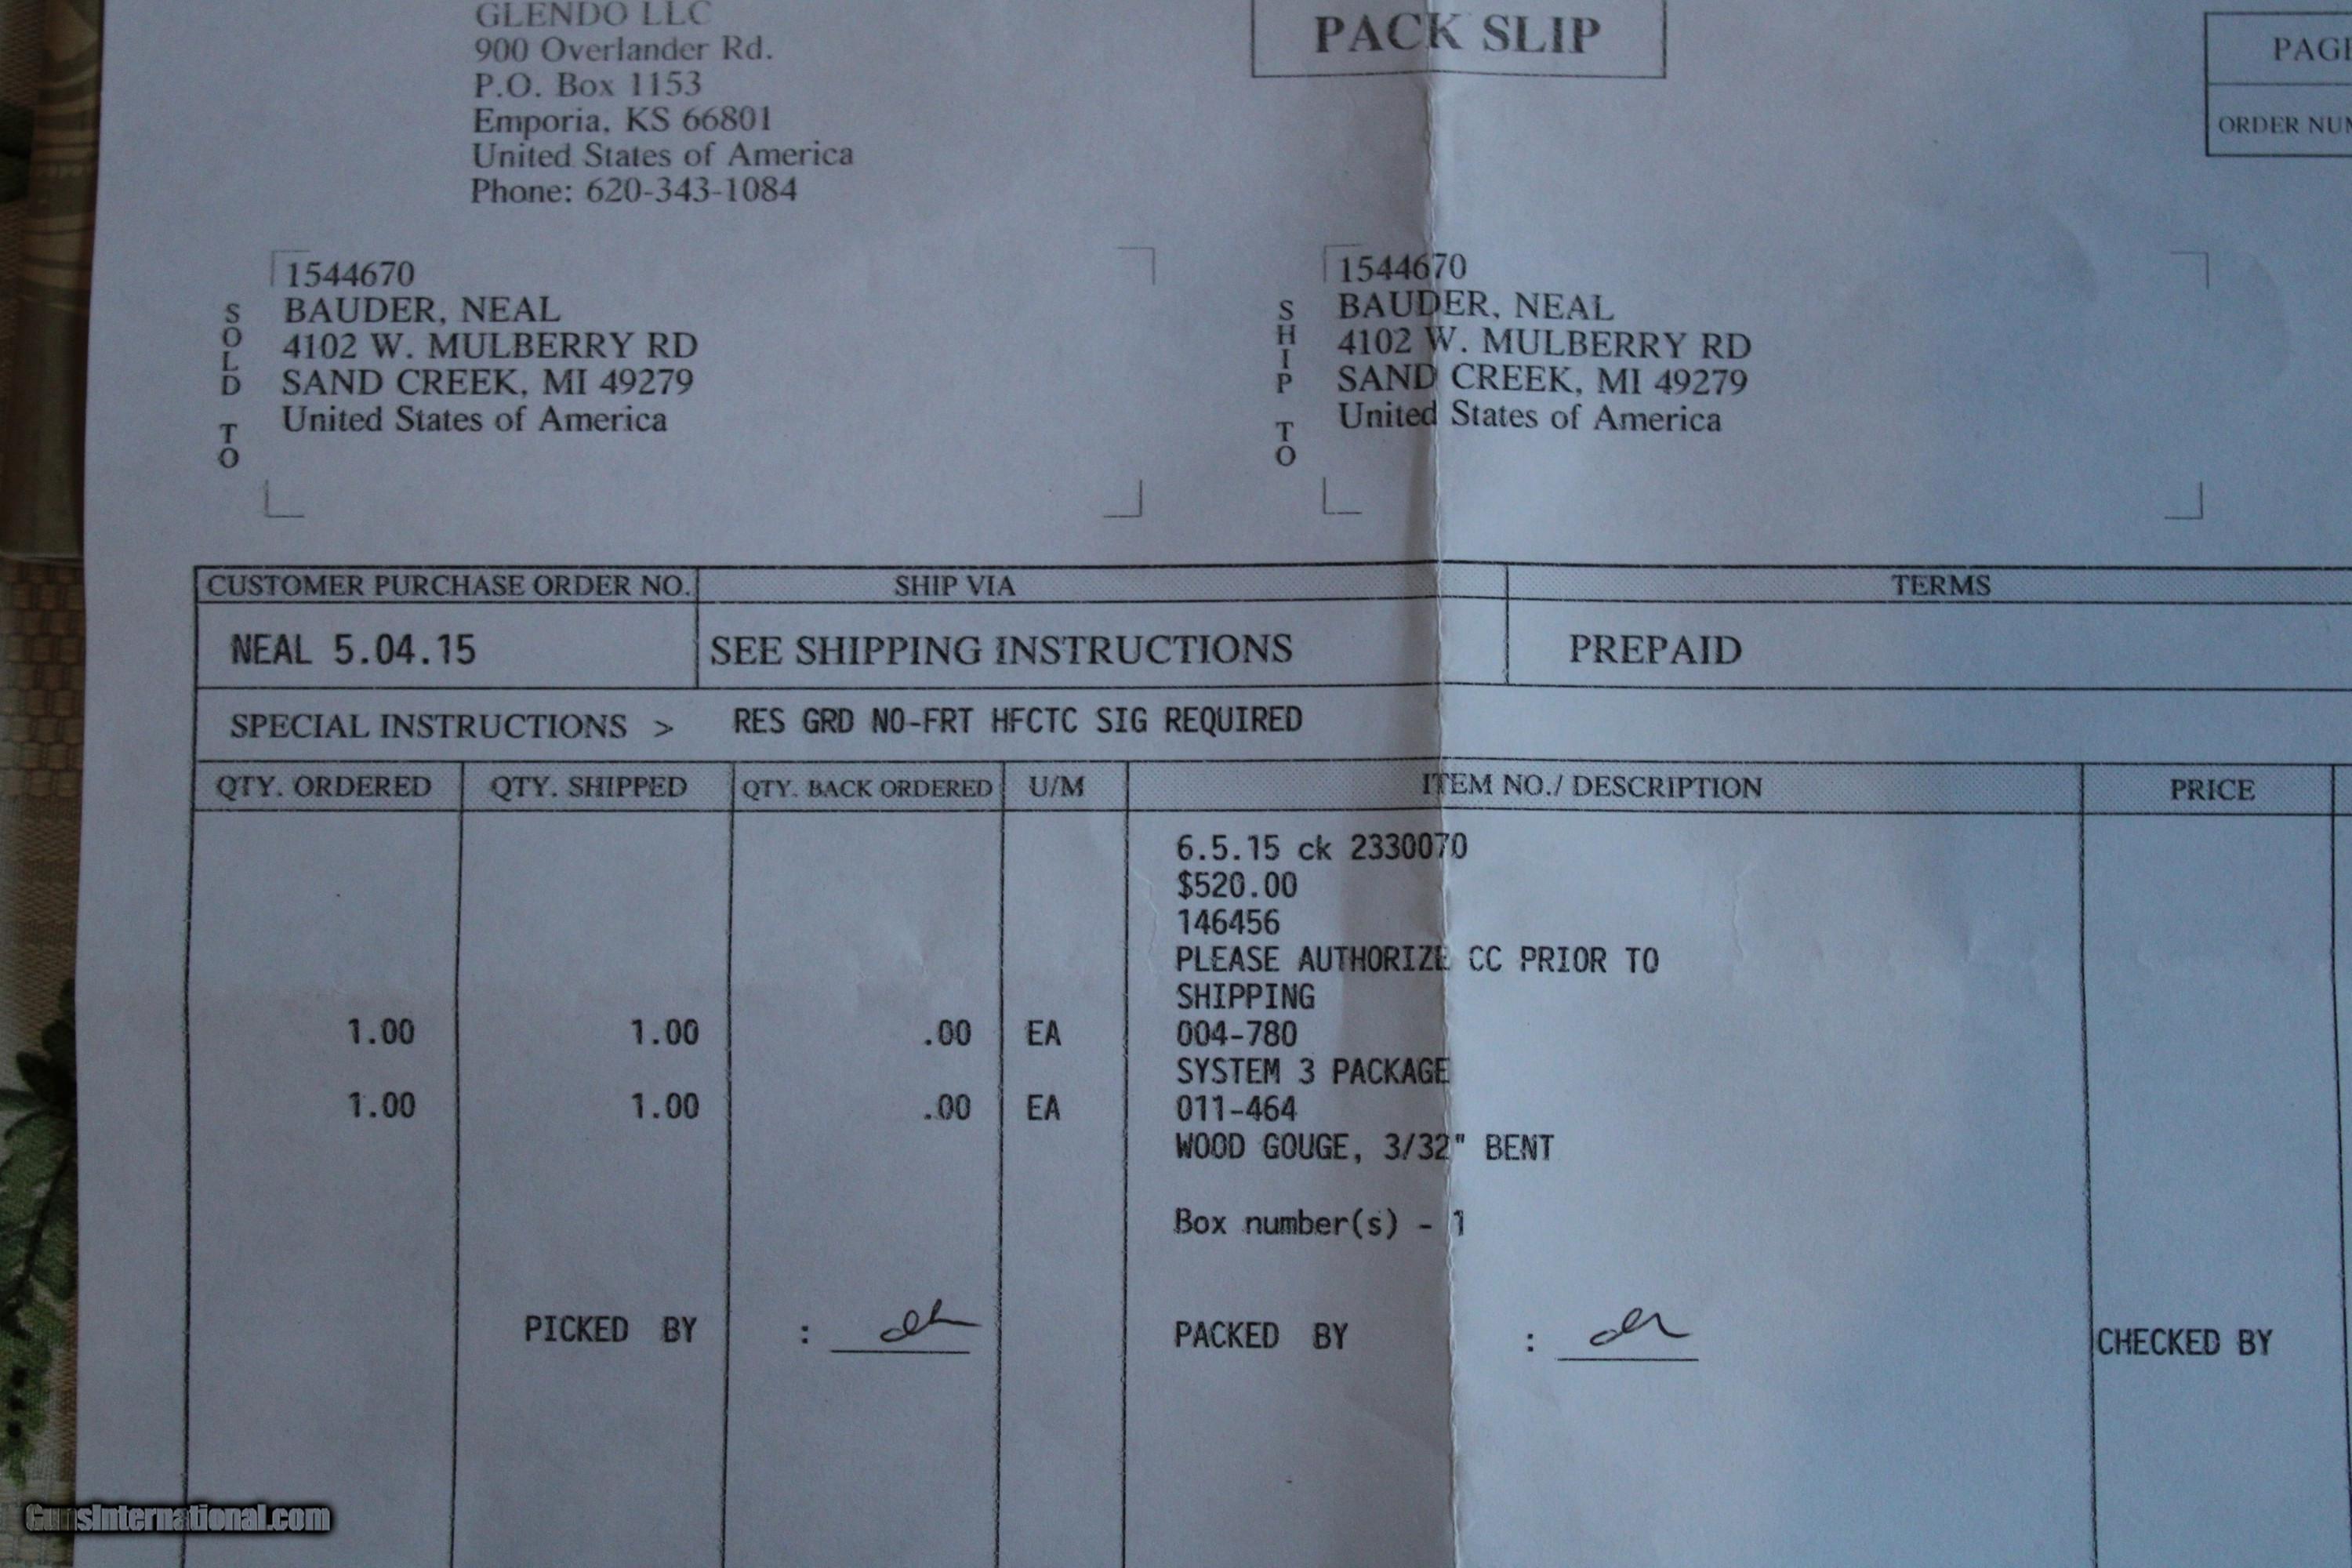 GLENDO LLC
900 Overlander Rd.
P.O. Box 1153
Emporia, KS 66801
United States of America
Phone: 620-343-1084
PACK SLIP
SOLD TO
1544670
BAUDER, NEAL
4102 W. MULBERRY RD
SAND CREEK, MI 49279
United States of America
SHIP TO
1544670
BAUDER, NEAL
4102 W. MULBERRY RD
SAND CREEK, MI 49279
United States of America
CUSTOMER PURCHASE ORDER NO. SHIP VIA TERMS
NEAL 5.04.15 SEE SHIPPING INSTRUCTIONS PREPAID
SPECIAL INSTRUCTIONS > RES GRD NO-FRT HFCTC SIG REQUIRED
QTY. ORDERED QTY. SHIPPED QTY. BACK ORDERED U/M ITEM NO./ DESCRIPTION PRICE
6.5.15 ck 2330070
$520.00
146456
PLEASE AUTHORIZE CC PRIOR TO
SHIPPING
1.00 1.00 .00 EA 004-780
SYSTEM 3 PACKAGE
1.00 1.00 .00 EA 011-464
WOOD GOUGE, 3/32" BENT
Box number(s) - 1
PICKED BY : PACKED BY : CHECKED BY
GunsInternational.com